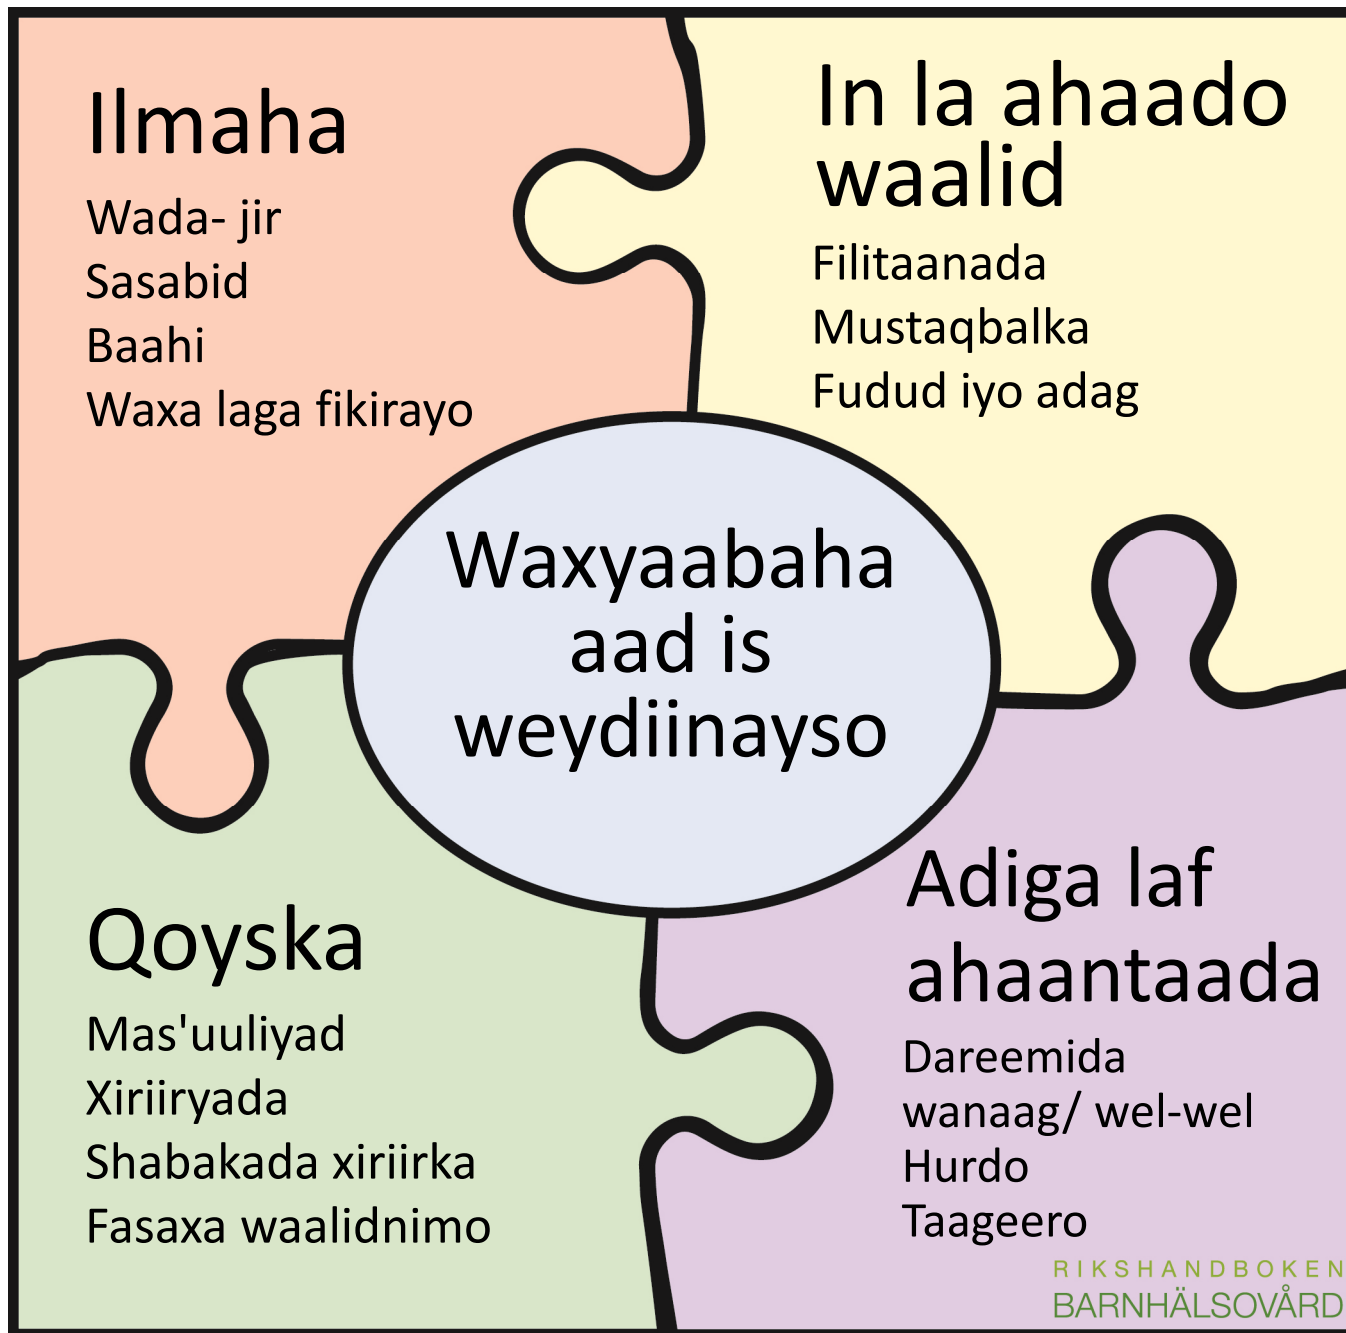 Ilmaha
Wada- jir
Sasabid
Baahi
Waxa laga fikirayo
In la ahaado
waalid
Filitaanada
Mustaqbalka
Fudud iyo adag
Waxyaabaha
aad is
weydiinayso
Qoyska
Mas'uuliyad
Xiriiryada
Shabakada xiriirka
Fasaxa waalidnimo
Adiga laf
ahaantaada
Dareemida
wanaag/ wel-wel
Hurdo
Taageero
RIKSHANDBOKEN
BARNHÄLSOVÅRD